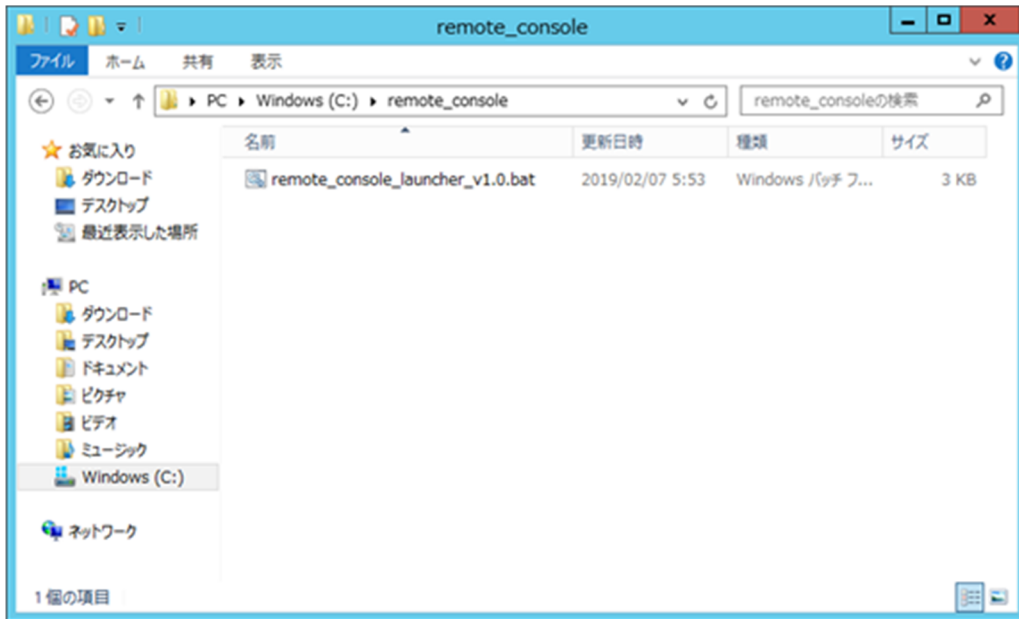 remote_console
ファイル ホーム 共有 表示
PC Windows (C:) remote_console remote_consoleの検索
名前 更新日時 種類 サイズ
remote_console_launcher_v1.0.bat 2019/02/07 5:53 Windows バッチ フ... 3 KB
お気に入り
ダウンロード
デスクトップ
最近表示した場所
PC
ダウンロード
デスクトップ
ドキュメント
ピクチャ
ビデオ
ミュージック
Windows (C:)
ネットワーク
1 個の項目